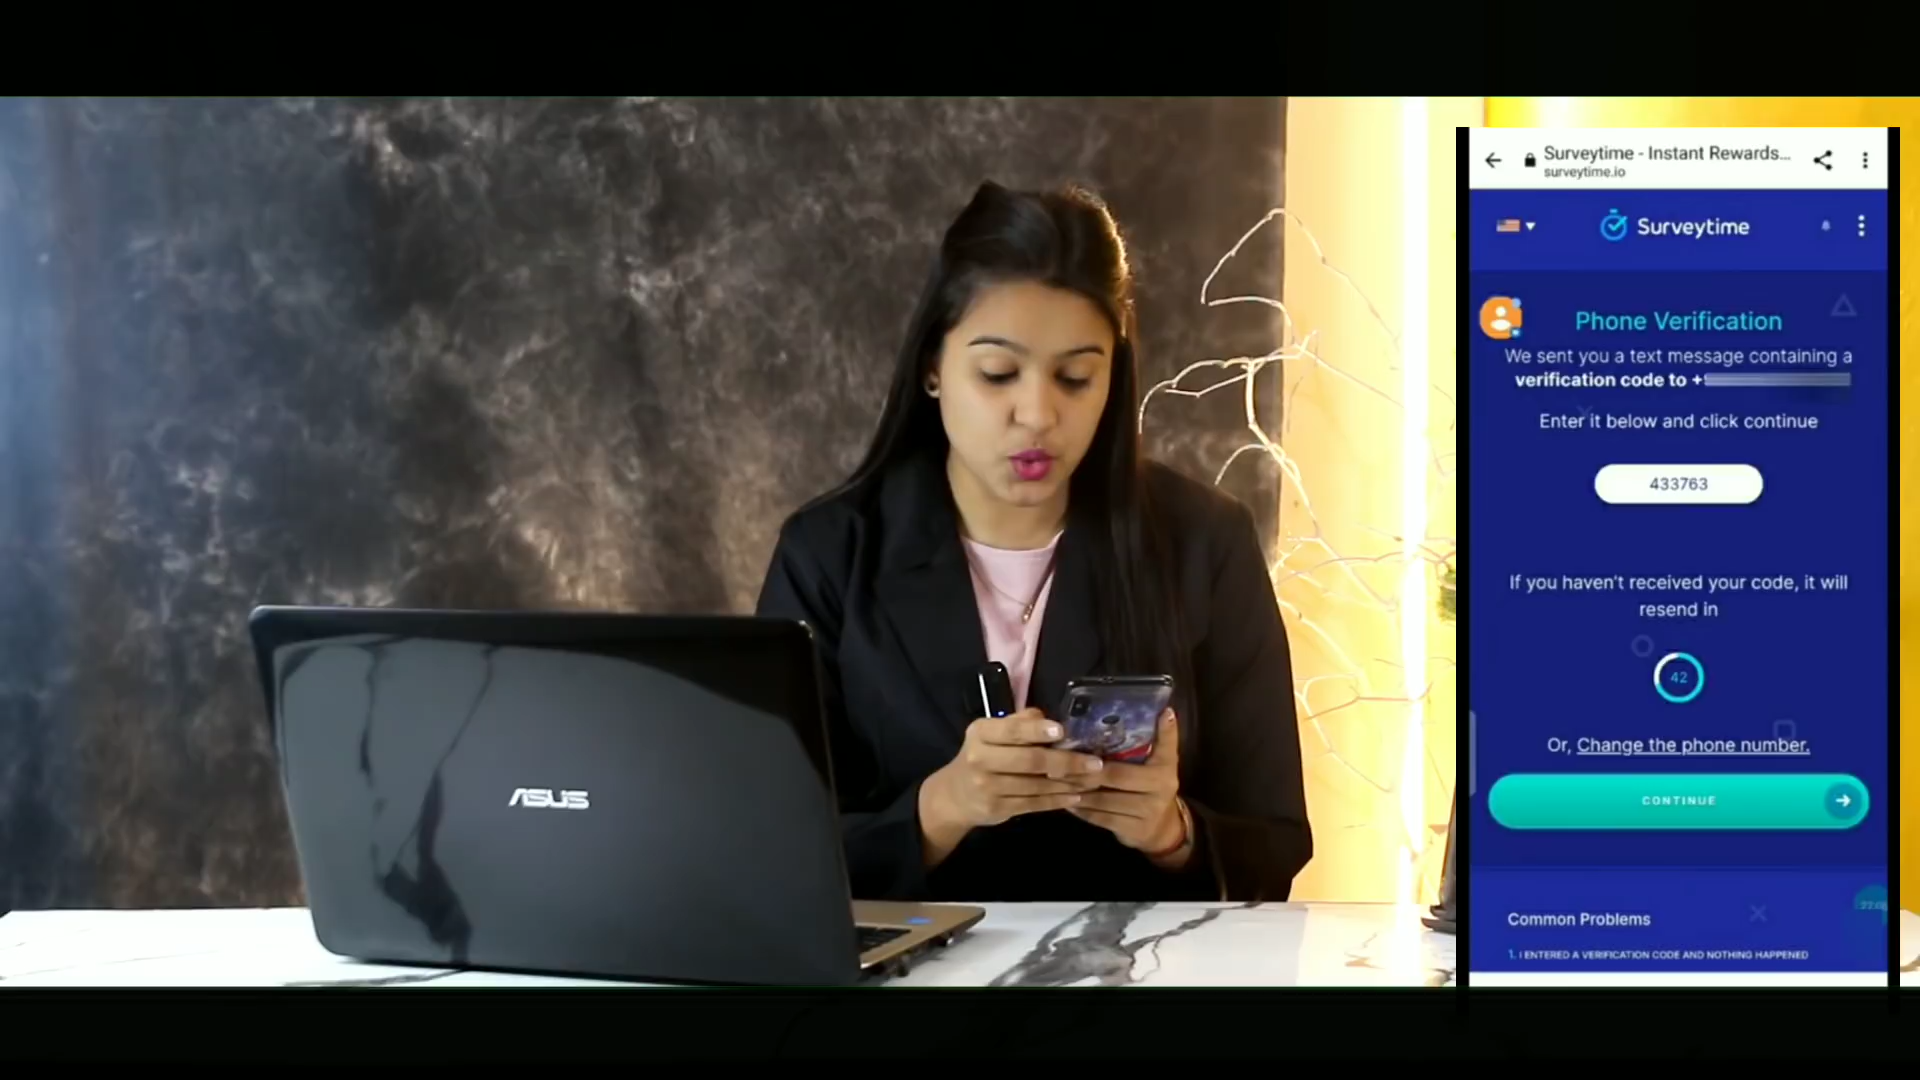 ASUS
Surveytime - Instant Rewards...
surveytime.io
Surveytime
Phone Verification
We sent you a text message containing a
verification code to +
Enter it below and click continue
433763
If you haven't received your code, it will
resend in
42
Or, Change the phone number.
CONTINUE
Common Problems
1. I ENTERED A VERIFICATION CODE AND NOTHING HAPPENED